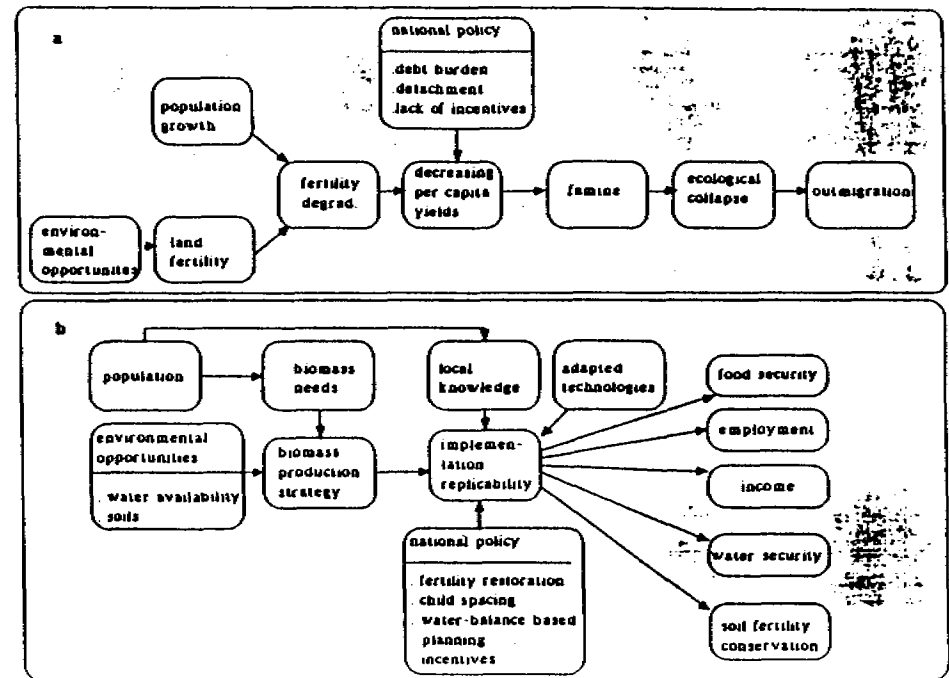 a
national policy
.debt burden
.detachment
.lack of incentives
population
growth
fertility
degrad.
decreasing
per capita
yields
famine
ecological
collapse
outmigration
environ-
mental
opportunites
land
fertility
b
population
biomass
needs
local
knowledge
adapted
technologies
food security
employment
income
water security
soil fertility
conservation
environmental
opportunities
. water availability
. soils
biomass
production
strategy
implemen-
tation
replicability
national policy
. fertility restoration
. child spacing
. water-balance based
planning
. incentives